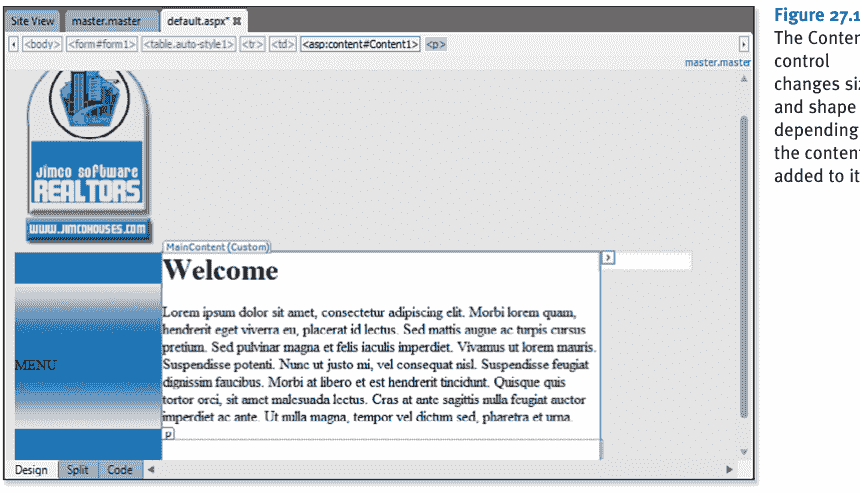 Site View master.master default.aspx*
<body> <form#form1> <table.auto-style1> <tr> <td> <asp:content#Content1> <p>
master.master
jimco software
REALTORS
www.JIMCOHOUSES.com
MainContent (Custom)
Welcome
Lorem ipsum dolor sit amet, consectetur adipiscing elit. Morbi lorem quam,
hendrerit eget viverra eu, placerat id lectus. Sed mattis augue ac turpis cursus
pretium. Sed pulvinar magna et felis iaculis imperdiet. Vivamus ut lorem mauris.
Suspendisse potenti. Nunc ut justo mi, vel consequat nisl. Suspendisse feugiat
dignissim faucibus. Morbi at libero et est hendrerit tincidunt. Quisque quis
tortor orci, sit amet malesuada lectus. Cras at ante sagittis nulla feugiat auctor
imperdiet ac ante. Ut nulla magna, tempor vel dictum sed, pharetra et urna.
p
MENU
Design Split Code
Figure 27.1
The Conten
control
changes si
and shape
depending
the content
added to it